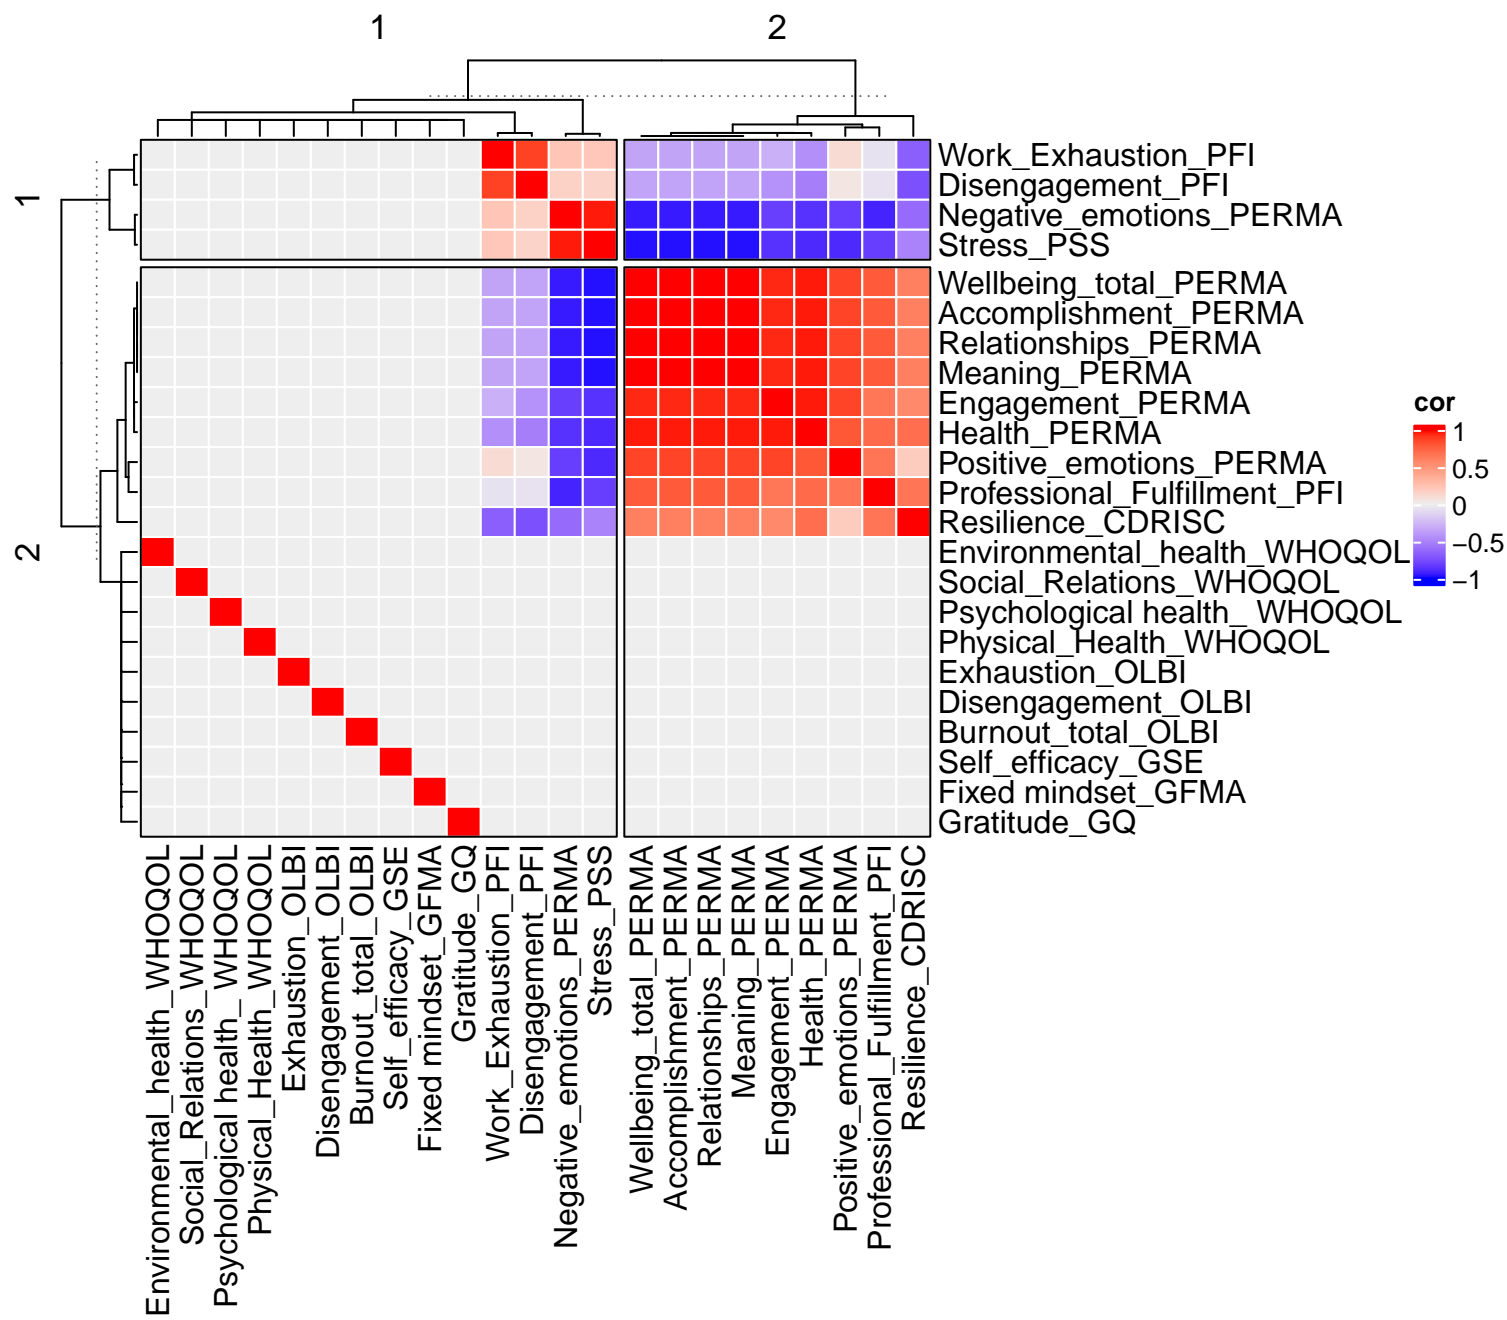 1
2
1
2
Work_Exhaustion_PFI
Disengagement_PFI
Negative_emotions_PERMA
Stress_PSS
Wellbeing_total_PERMA
Accomplishment_PERMA
Relationships_PERMA
Meaning_PERMA
Engagement_PERMA
Health_PERMA
Positive_emotions_PERMA
Professional_Fulfillment_PFI
Resilience_CDRISC
Environmental_health_WHOQOL
Social_Relations_WHOQOL
Psychological health_ WHOQOL
Physical_Health_WHOQOL
Exhaustion_OLBI
Disengagement_OLBI
Burnout_total_OLBI
Self_efficacy_GSE
Fixed mindset_GFMA
Gratitude_GQ
cor
1
0.5
0
−0.5
−1
Environmental_health_WHOQOL
Social_Relations_WHOQOL
Psychological health_ WHOQOL
Physical_Health_WHOQOL
Exhaustion_OLBI
Disengagement_OLBI
Burnout_total_OLBI
Self_efficacy_GSE
Fixed mindset_GFMA
Gratitude_GQ
Work_Exhaustion_PFI
Disengagement_PFI
Negative_emotions_PERMA
Stress_PSS
Wellbeing_total_PERMA
Accomplishment_PERMA
Relationships_PERMA
Meaning_PERMA
Engagement_PERMA
Health_PERMA
Positive_emotions_PERMA
Professional_Fulfillment_PFI
Resilience_CDRISC